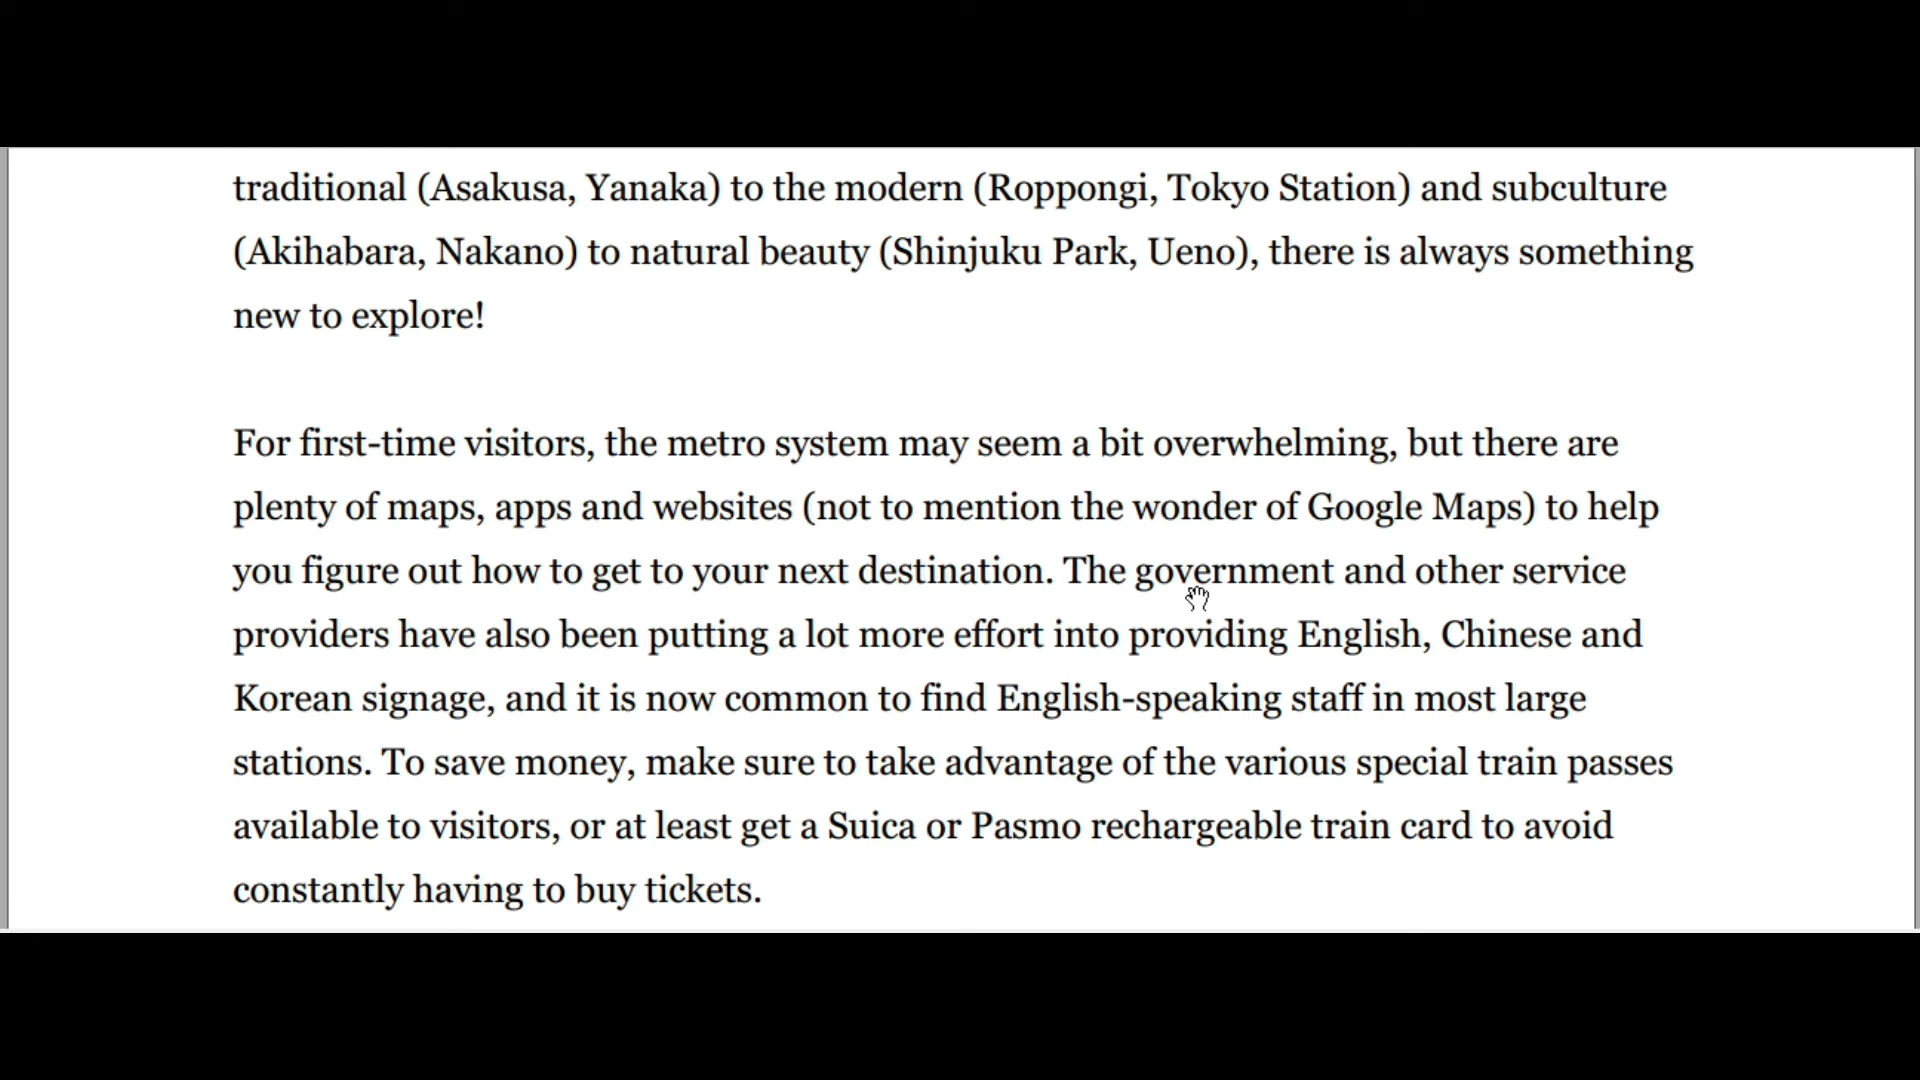 traditional (Asakusa, Yanaka) to the modern (Roppongi, Tokyo Station) and subculture
(Akihabara, Nakano) to natural beauty (Shinjuku Park, Ueno), there is always something
new to explore!
For first-time visitors, the metro system may seem a bit overwhelming, but there are
plenty of maps, apps and websites (not to mention the wonder of Google Maps) to help
you figure out how to get to your next destination. The government and other service
providers have also been putting a lot more effort into providing English, Chinese and
Korean signage, and it is now common to find English-speaking staff in most large
stations. To save money, make sure to take advantage of the various special train passes
available to visitors, or at least get a Suica or Pasmo rechargeable train card to avoid
constantly having to buy tickets.